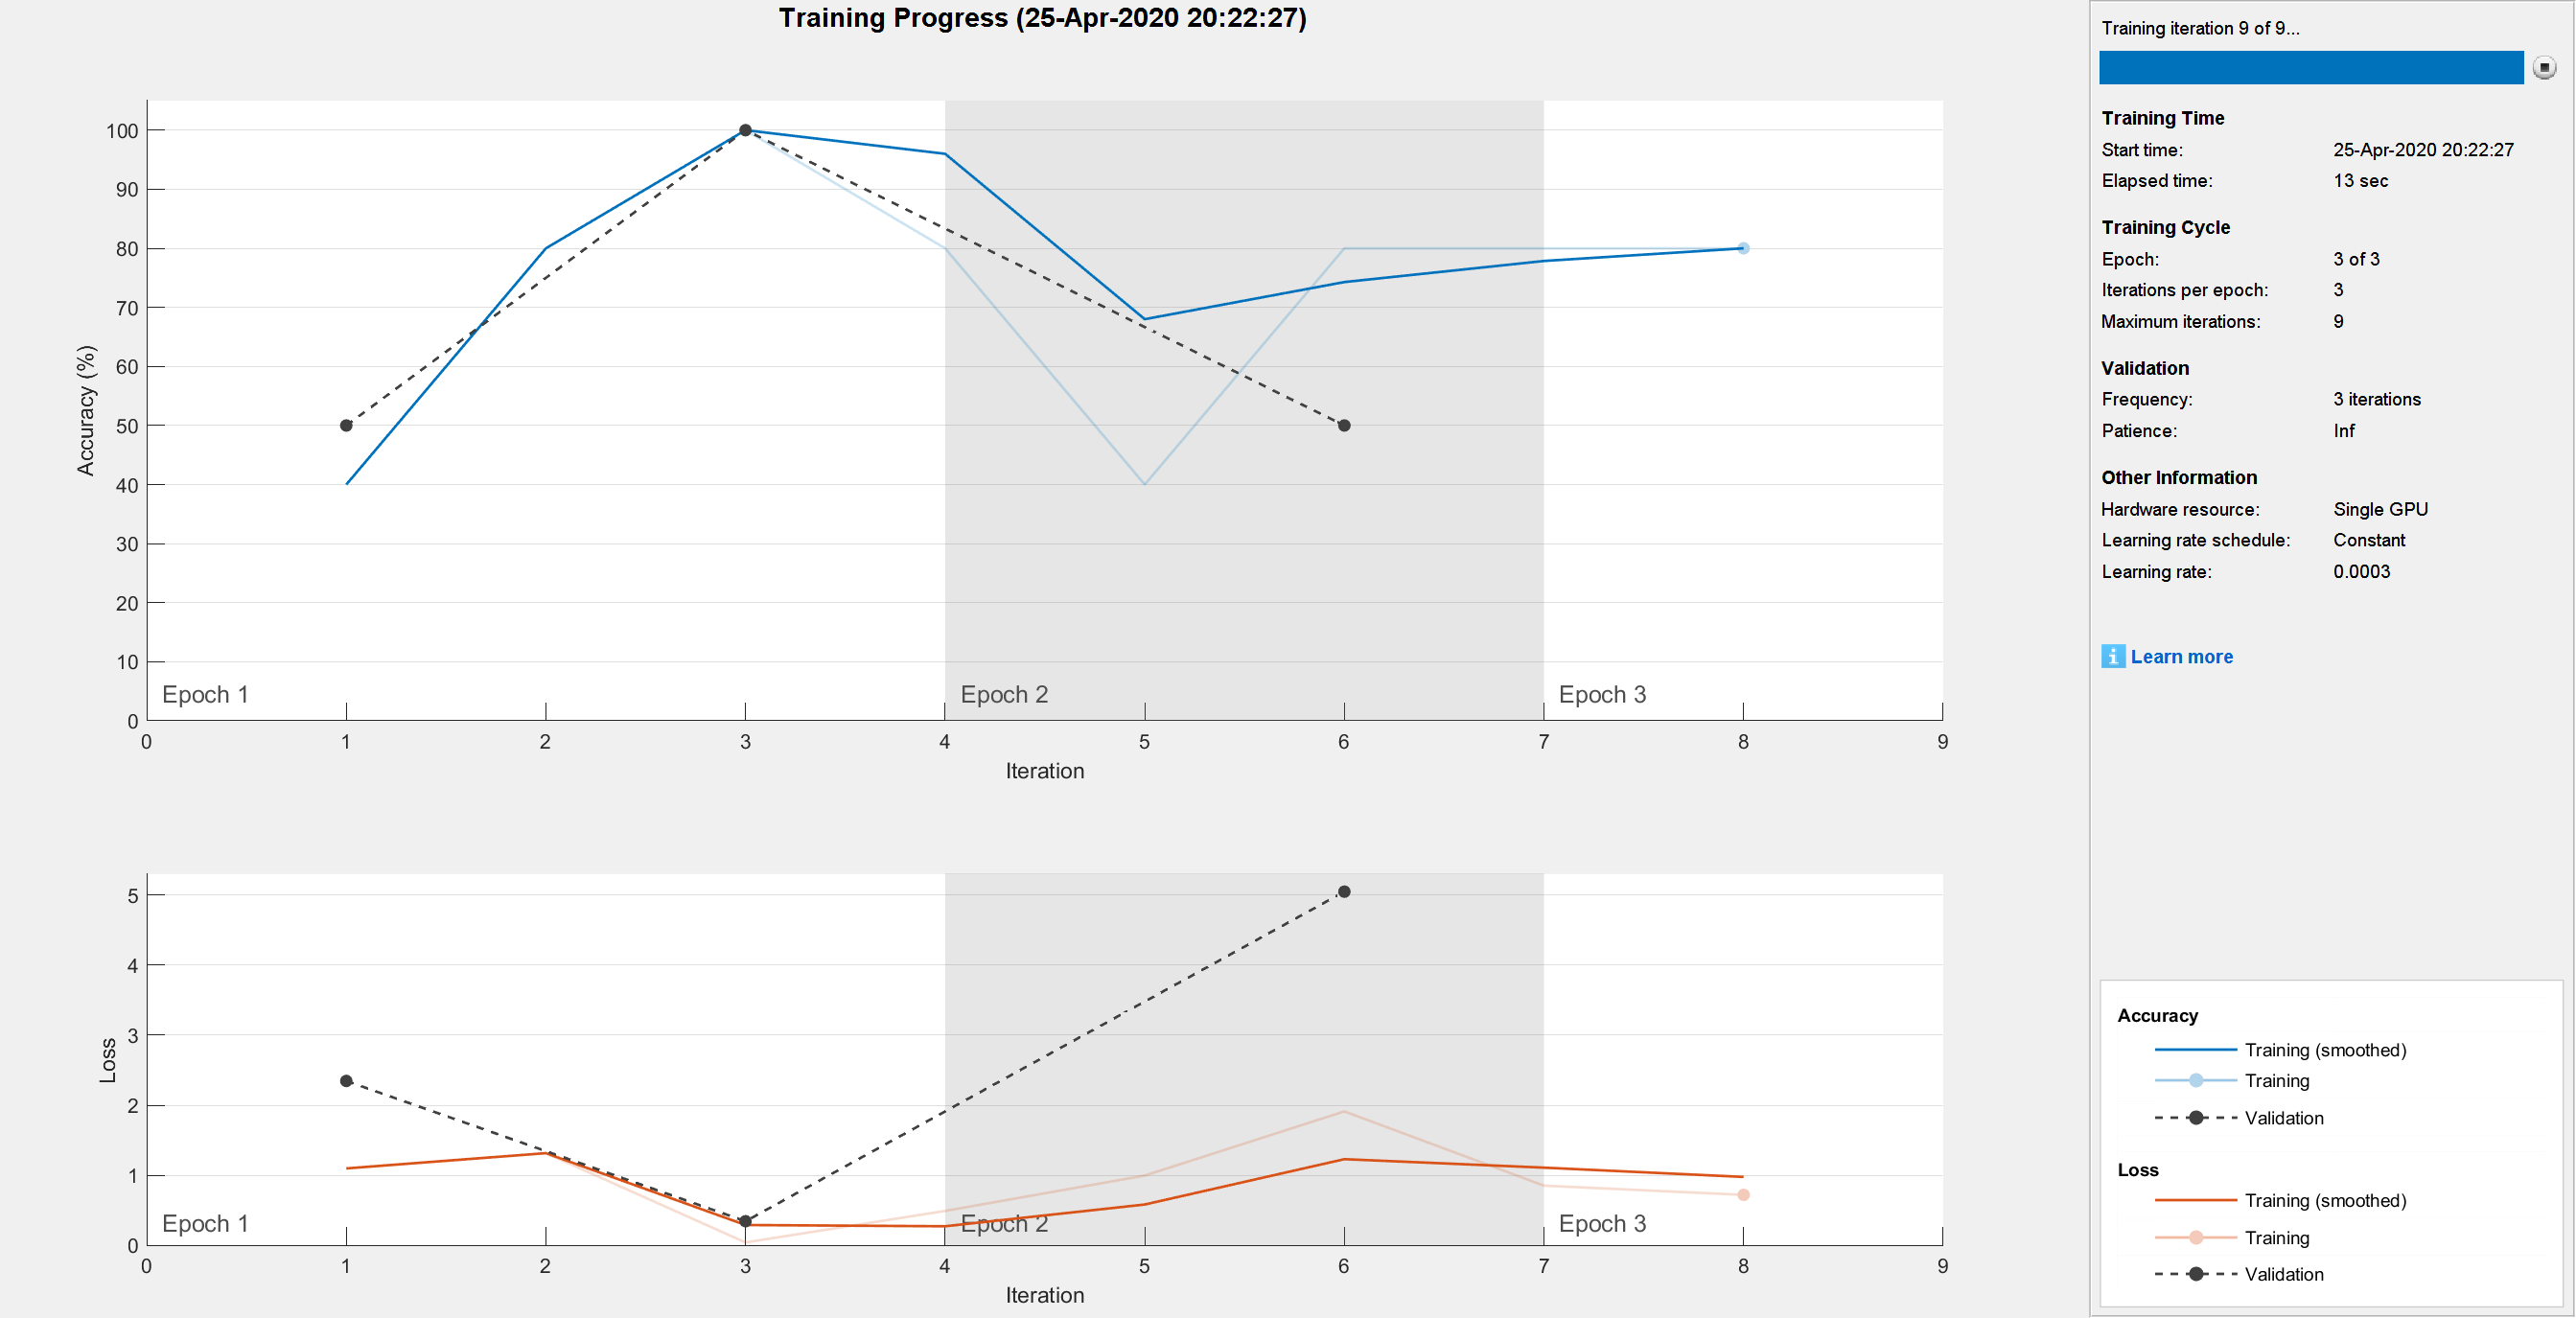 Training Progress (25-Apr-2020 20:22:27)
100
90
80
70
60
50
40
30
20
10
0
Accuracy (%)
Epoch 1
Epoch 2
Epoch 3
0 1 2 3 4 5 6 7 8 9
Iteration
5
4
3
2
1
0
Loss
Epoch 1
Epoch 2
Epoch 3
0 1 2 3 4 5 6 7 8 9
Iteration
Training iteration 9 of 9...
Training Time
Start time: 25-Apr-2020 20:22:27
Elapsed time: 13 sec
Training Cycle
Epoch: 3 of 3
Iterations per epoch: 3
Maximum iterations: 9
Validation
Frequency: 3 iterations
Patience: Inf
Other Information
Hardware resource: Single GPU
Learning rate schedule: Constant
Learning rate: 0.0003
i Learn more
Accuracy
Training (smoothed)
Training
Validation
Loss
Training (smoothed)
Training
Validation